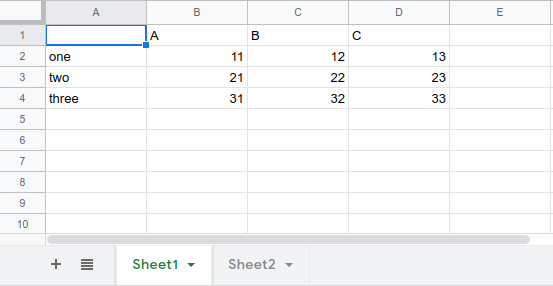 A B C D E
1 A B C
2 one 11 12 13
3 two 21 22 23
4 three 31 32 33
5
6
7
8
9
10
+ Sheet1 Sheet2